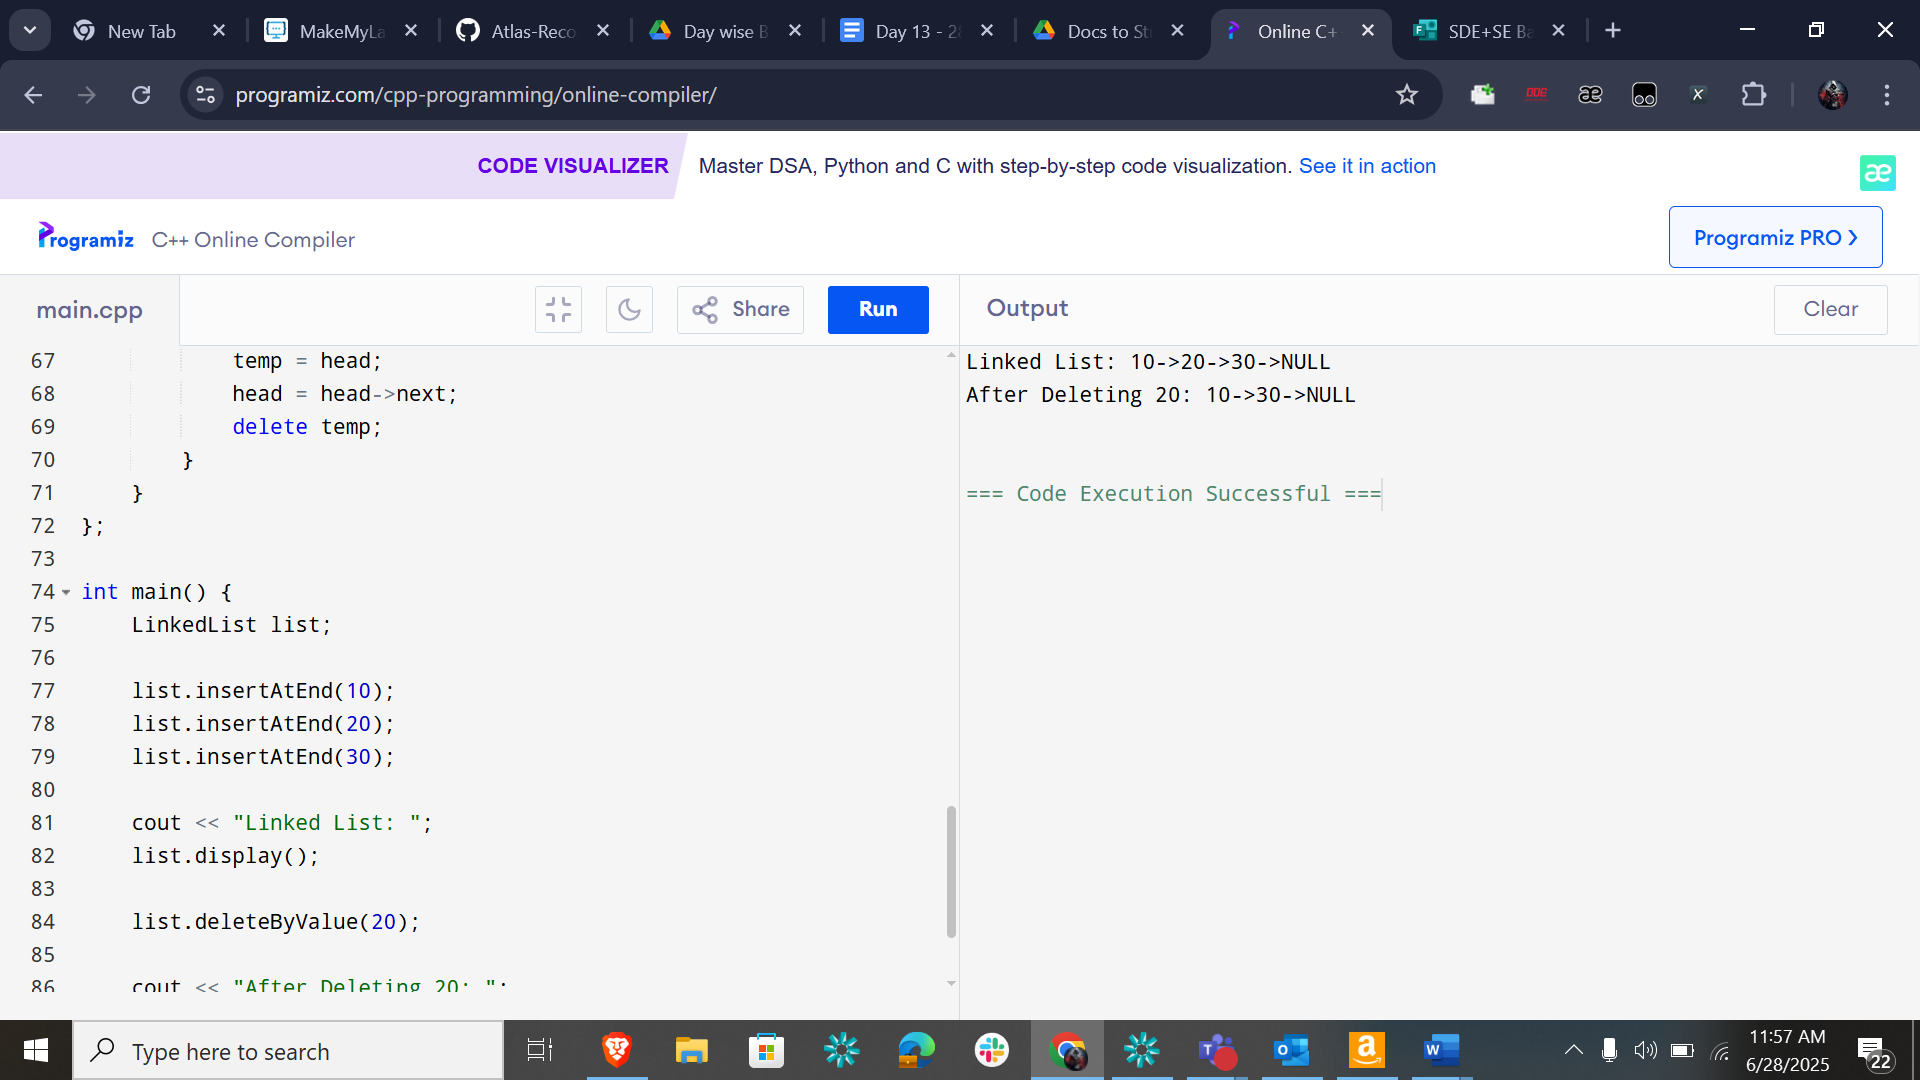 New Tab
MakeMyLa
Atlas-Reco
Day wise B
Day 13 - 28
Docs to St
Online C+
SDE+SE Ba
programiz.com/cpp-programming/online-compiler/
CODE VISUALIZER
Master DSA, Python and C with step-by-step code visualization. See it in action
Programiz C++ Online Compiler
Programiz PRO ❯
main.cpp
Share
Run
Output
Clear
67 temp = head;
68 head = head->next;
69 delete temp;
70 }
71 }
72 };
73
74 int main() {
75 LinkedList list;
76
77 list.insertAtEnd(10);
78 list.insertAtEnd(20);
79 list.insertAtEnd(30);
80
81 cout << "Linked List: ";
82 list.display();
83
84 list.deleteByValue(20);
85
86 cout << "After Deleting 20: ";
Linked List: 10->20->30->NULL
After Deleting 20: 10->30->NULL
=== Code Execution Successful ===
Type here to search
11:57 AM
6/28/2025
22